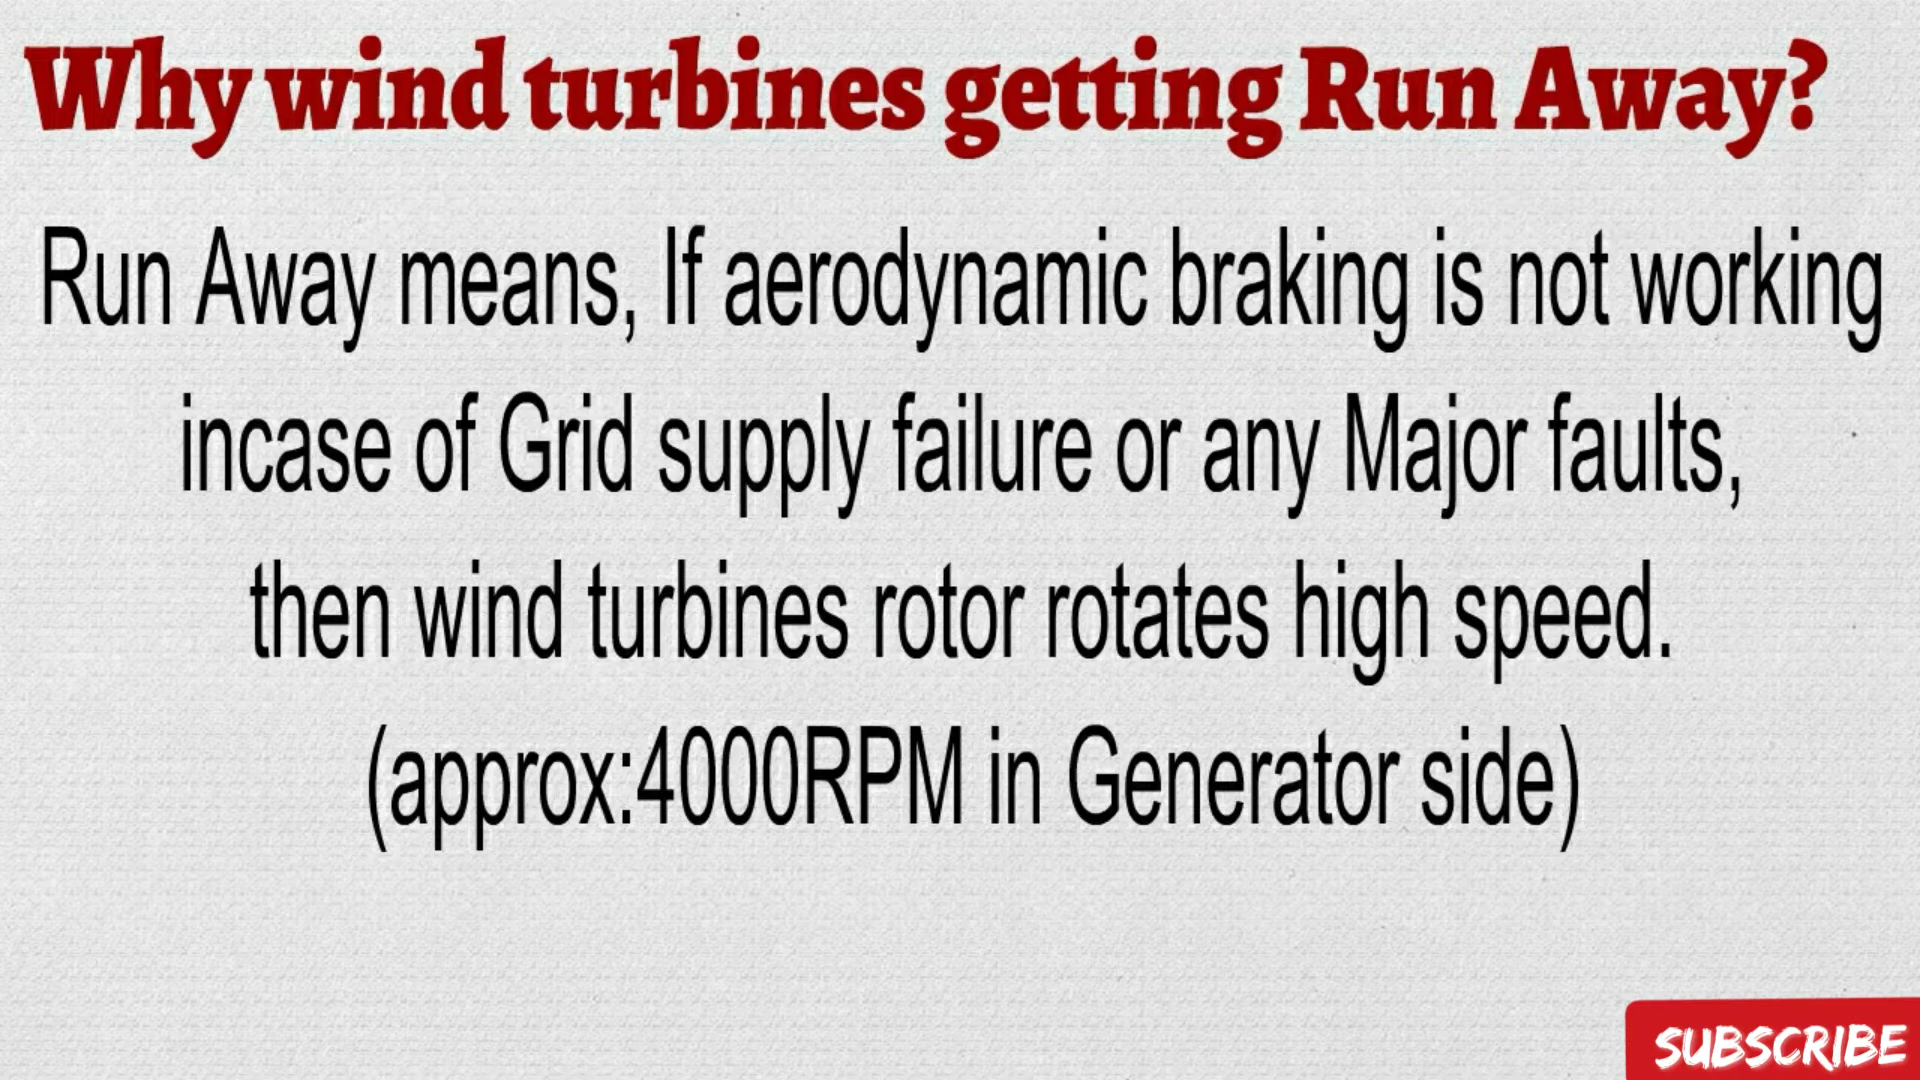 Why wind turbines getting Run Away?
Run Away means, If aerodynamic braking is not working
incase of Grid supply failure or any Major faults,
then wind turbines rotor rotates high speed.
(approx:4000RPM in Generator side)
SUBSCRIBE